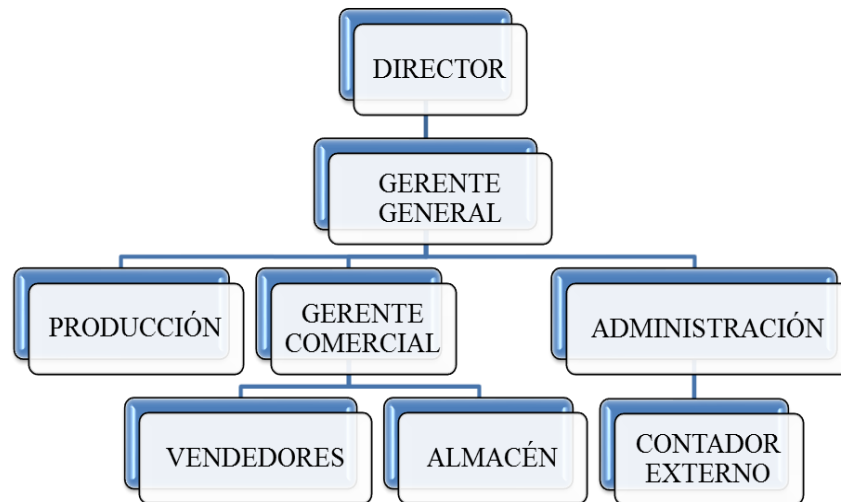 DIRECTOR
GERENTE
GENERAL
PRODUCCIÓN
GERENTE
COMERCIAL
ADMINISTRACIÓN
VENDEDORES
ALMACÉN
CONTADOR
EXTERNO